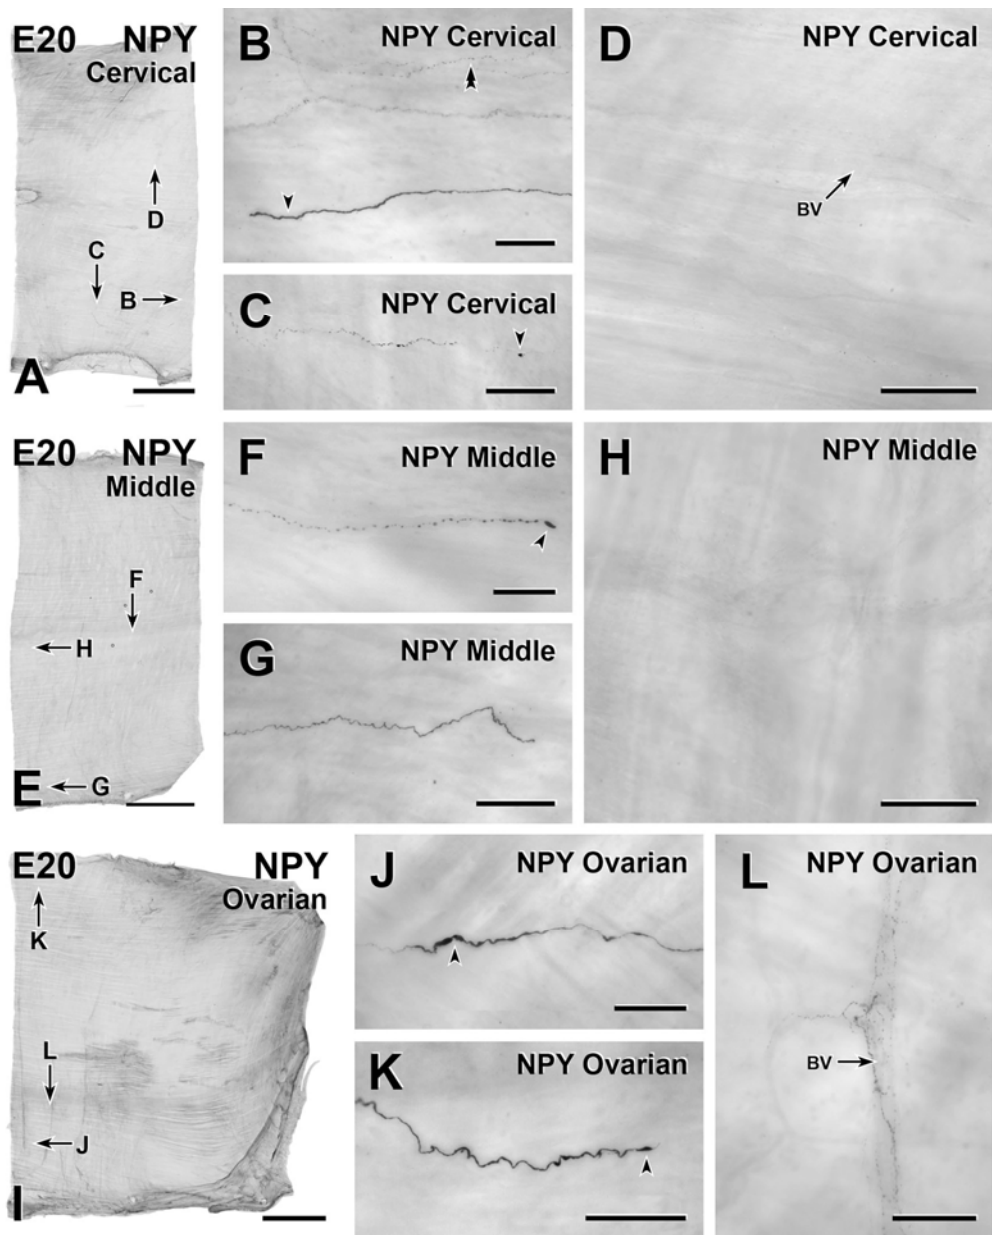 E20 NPY
Cervical
D
C
B
A
B NPY Cervical
C NPY Cervical
D NPY Cervical
BV
E20 NPY
Middle
F
H
G
E
F NPY Middle
G NPY Middle
H NPY Middle
E20 NPY
Ovarian
K
L
J
I
J NPY Ovarian
K NPY Ovarian
L NPY Ovarian
BV